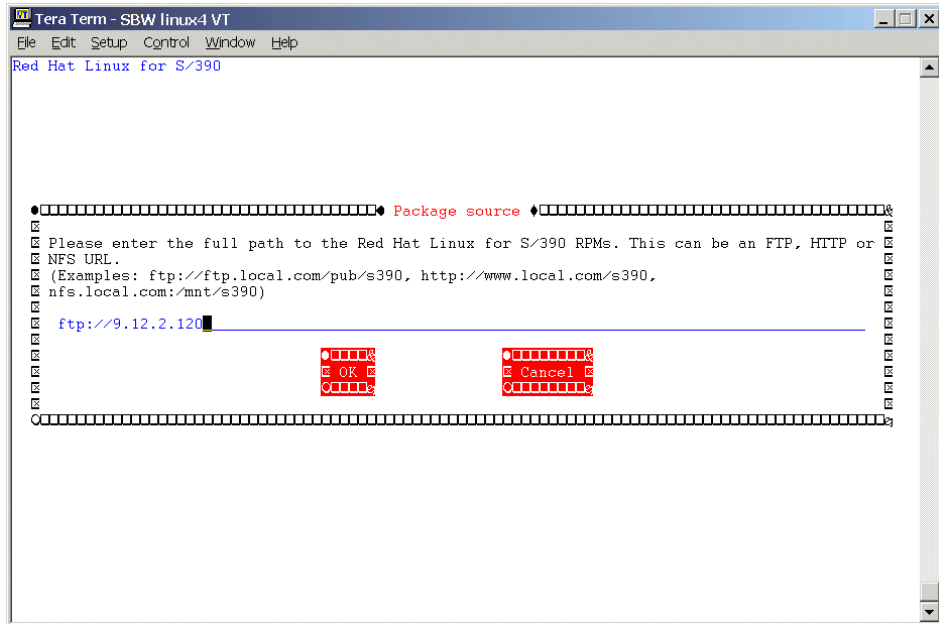 Tera Term - SBW linux4 VT
File Edit Setup Control Window Help
Red Hat Linux for S/390
Package source
Please enter the full path to the Red Hat Linux for S/390 RPMs. This can be an FTP, HTTP or
NFS URL.
(Examples: ftp://ftp.local.com/pub/s390, http://www.local.com/s390,
nfs.local.com:/mnt/s390)
ftp://9.12.2.120
OK Cancel